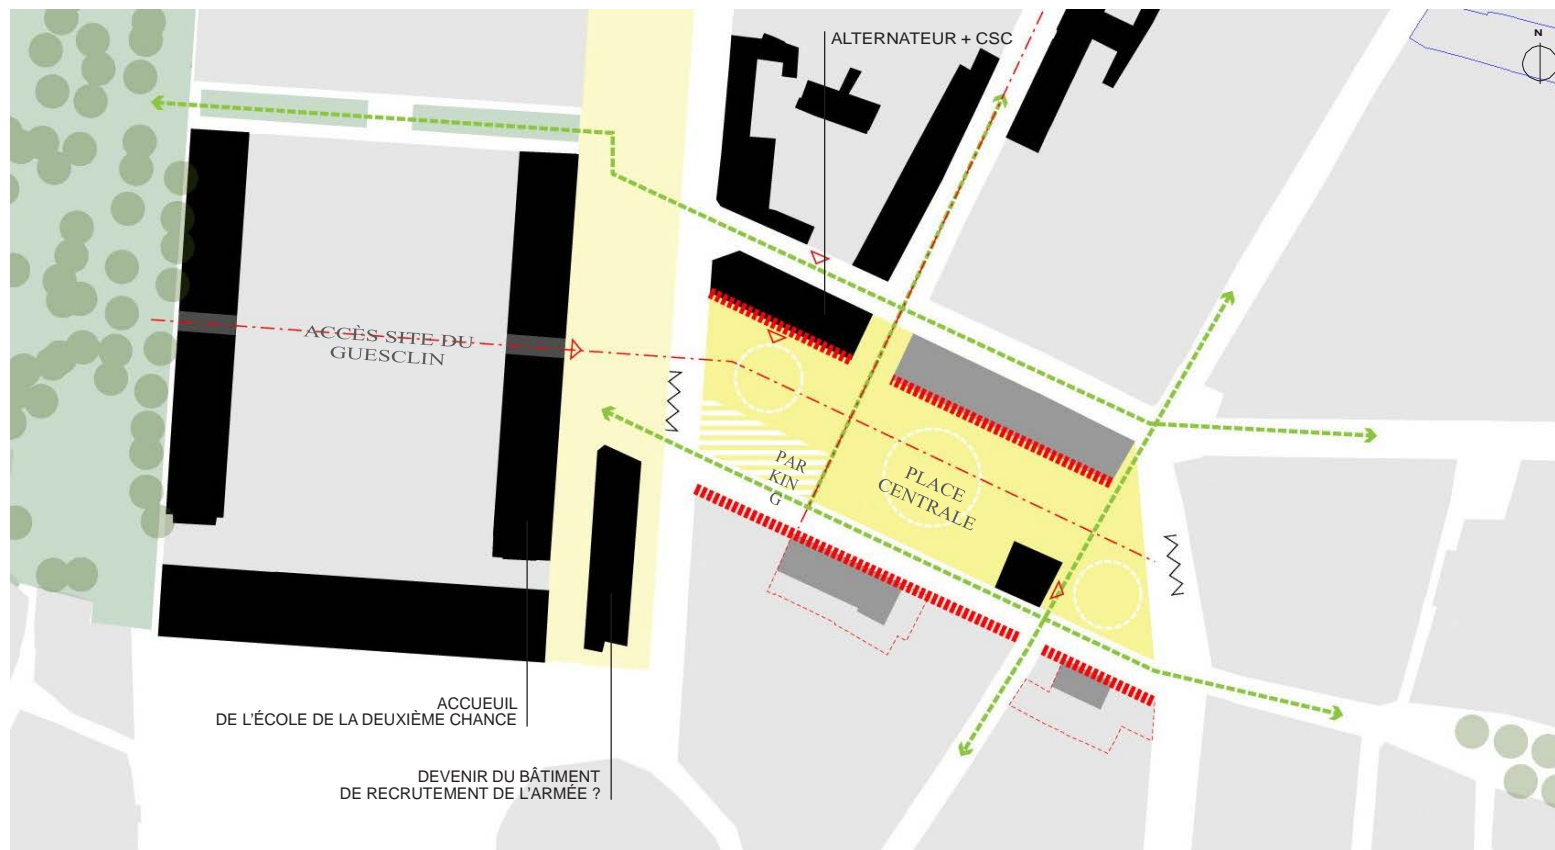 ALTERNATEUR + CSC
N
ACCÈS SITE DU
GUESCLIN
PAR
KIN
G
PLACE
CENTRALE
ACCUEUIL
DE L'ÉCOLE DE LA DEUXIÈME CHANCE
DEVENIR DU BÂTIMENT
DE RECRUTEMENT DE L'ARMÉE ?